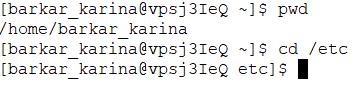 [barkar_karina@vpsj3IeQ ~]$ pwd
/home/barkar_karina
[barkar_karina@vpsj3IeQ ~]$ cd /etc
[barkar_karina@vpsj3IeQ etc]$